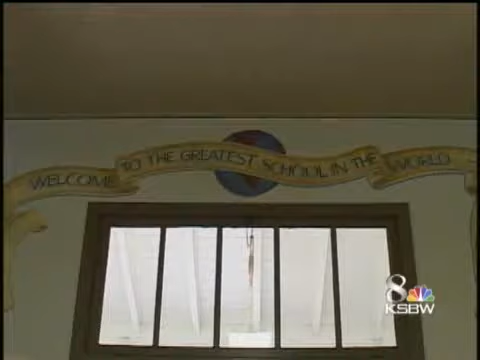 WELCOME TO THE GREATEST SCHOOL IN THE WORLD
8
KSBW